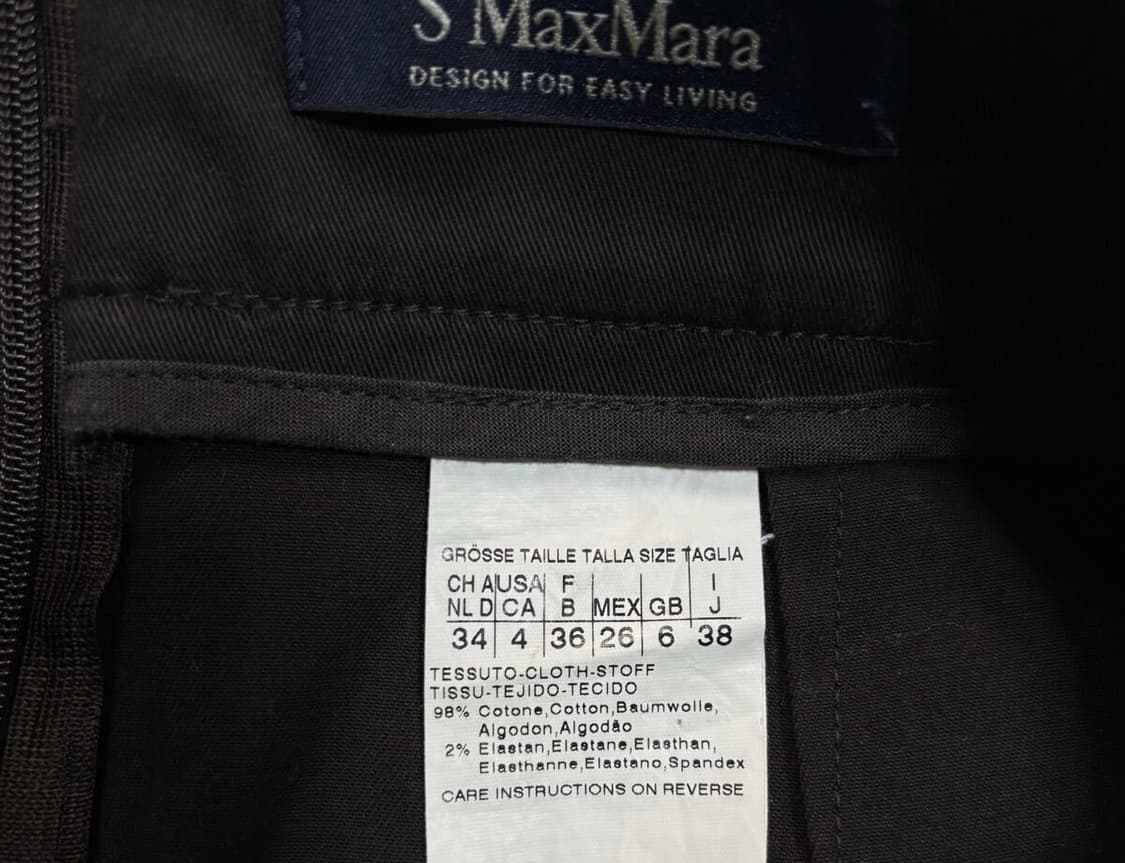 S MaxMara
DESIGN FOR EASY LIVING
GRÖSSE TAILLE TALLA SIZE TAGLIA
CH A USA F I
NL D CA B MEX GB J
34 4 36 26 6 38
TESSUTO-CLOTH-STOFF
TISSU-TEJIDO-TECIDO
98% Cotone,Cotton,Baumwolle,
Algodon,Algodão
2% Elastan,Elastane,Elasthan,
Elasthanne,Elastano,Spandex
CARE INSTRUCTIONS ON REVERSE